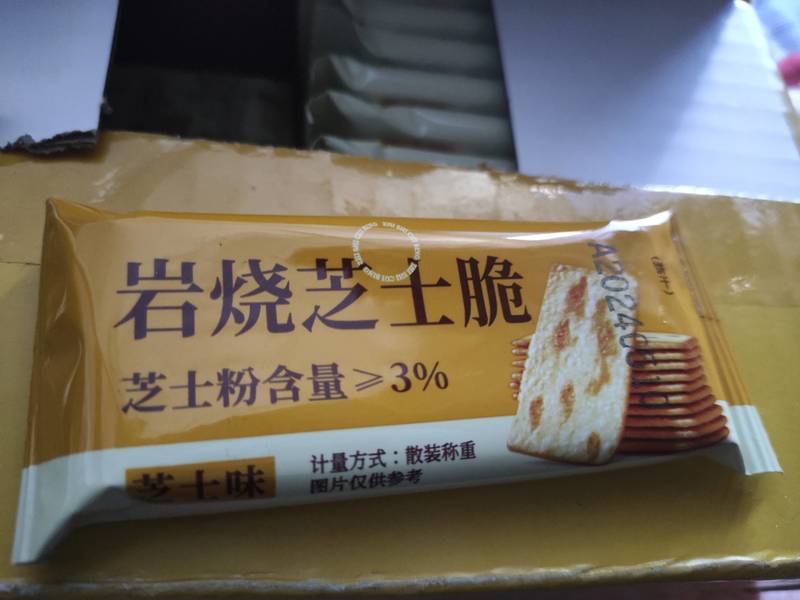 岩烧芝士脆
芝士粉含量≥3%
芝士味
计量方式：散装称重
图片仅供参考